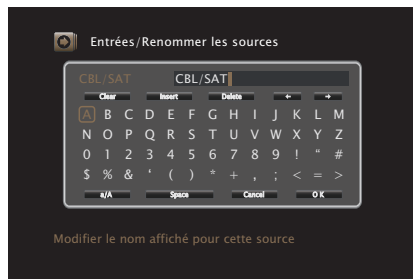 Entrées/Renommer les sources
CBL/SAT CBL/SAT
Clear Insert Delete ← →
A B C D E F G H I J K L M
N O P Q R S T U V W X Y Z
0 1 2 3 4 5 6 7 8 9 ! “ #
$ % & ‘ ( ) * + , ; < = >
a/A Space Cancel OK
Modifier le nom affiché pour cette source